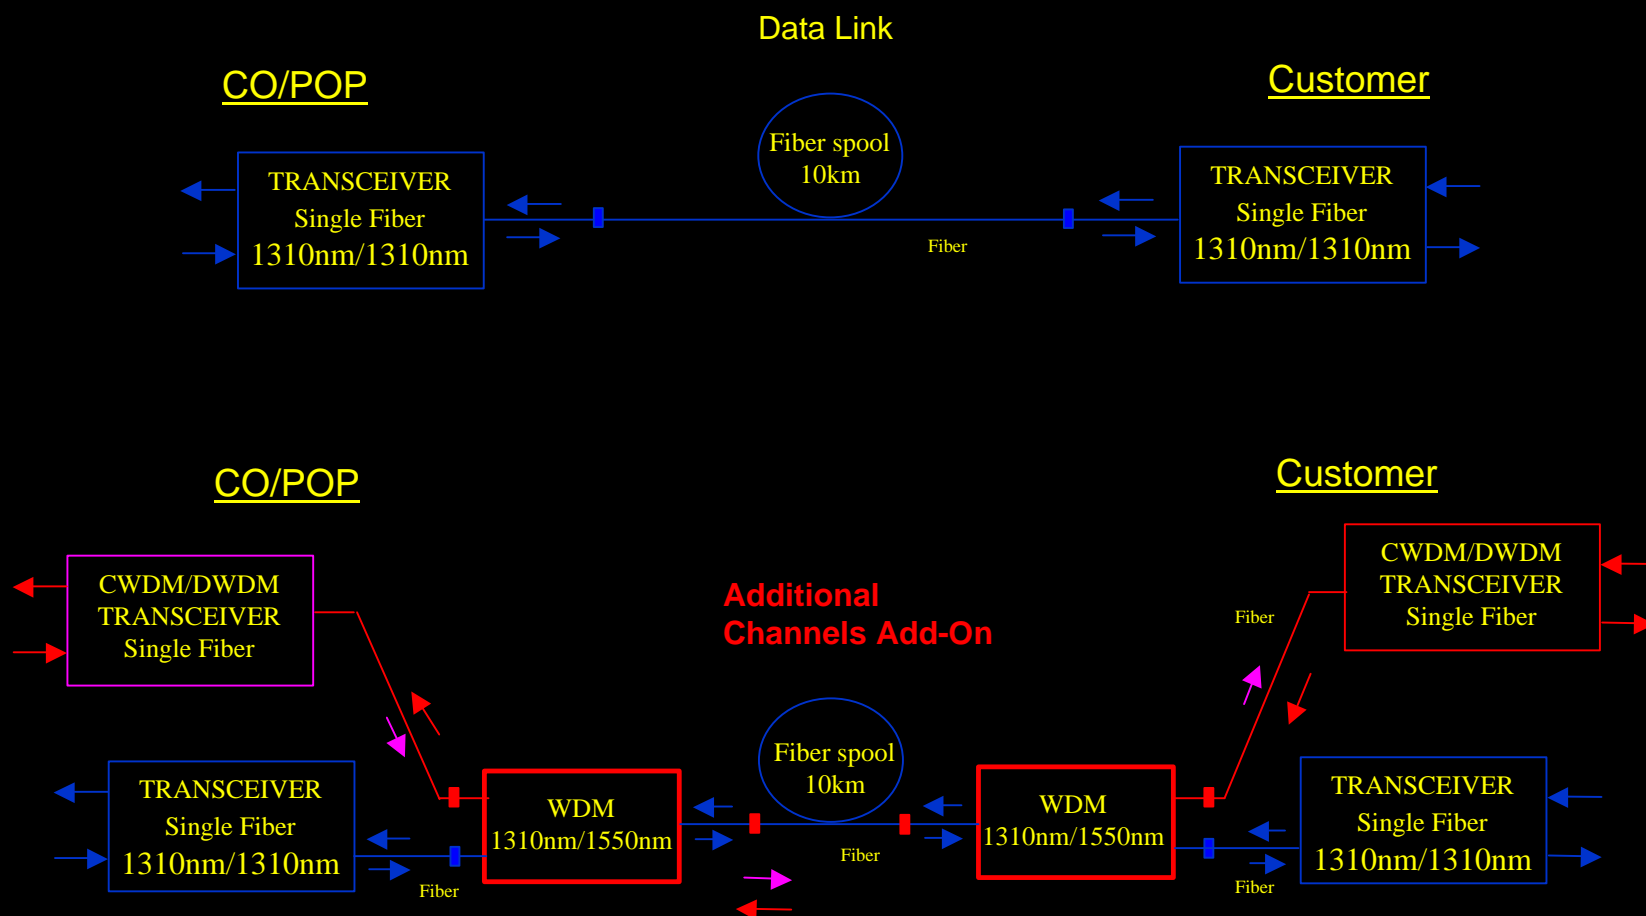 Data Link
CO/POP
Customer
Fiber spool
10km
TRANSCEIVER
Single Fiber
1310nm/1310nm
Fiber
TRANSCEIVER
Single Fiber
1310nm/1310nm
CO/POP
Customer
CWDM/DWDM
TRANSCEIVER
Single Fiber
Additional
Channels Add-On
Fiber
CWDM/DWDM
TRANSCEIVER
Single Fiber
TRANSCEIVER
Single Fiber
1310nm/1310nm
Fiber
WDM
1310nm/1550nm
Fiber spool
10km
Fiber
WDM
1310nm/1550nm
Fiber
TRANSCEIVER
Single Fiber
1310nm/1310nm